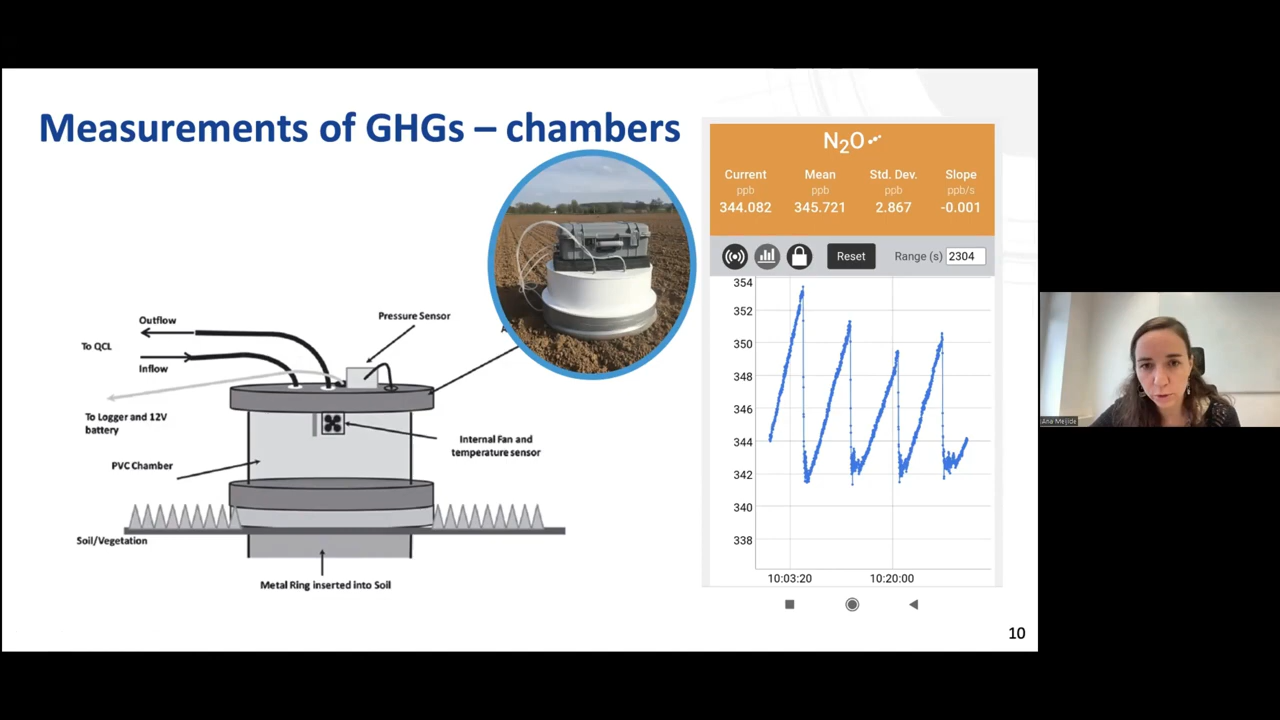 Measurements of GHGs – chambers
N₂O
Current
ppb
344.082
Mean
ppb
345.721
Std. Dev.
ppb
2.867
Slope
ppb/s
-0.001
Reset
Range (s) 2304
354
352
350
348
346
344
342
340
338
10:03:20
10:20:00
Outflow
To QCL
Inflow
To Logger and 12V
battery
PVC Chamber
Soil/Vegetation
Pressure Sensor
Internal Fan and
temperature sensor
Metal Ring inserted into Soil
10
Ana Meijide